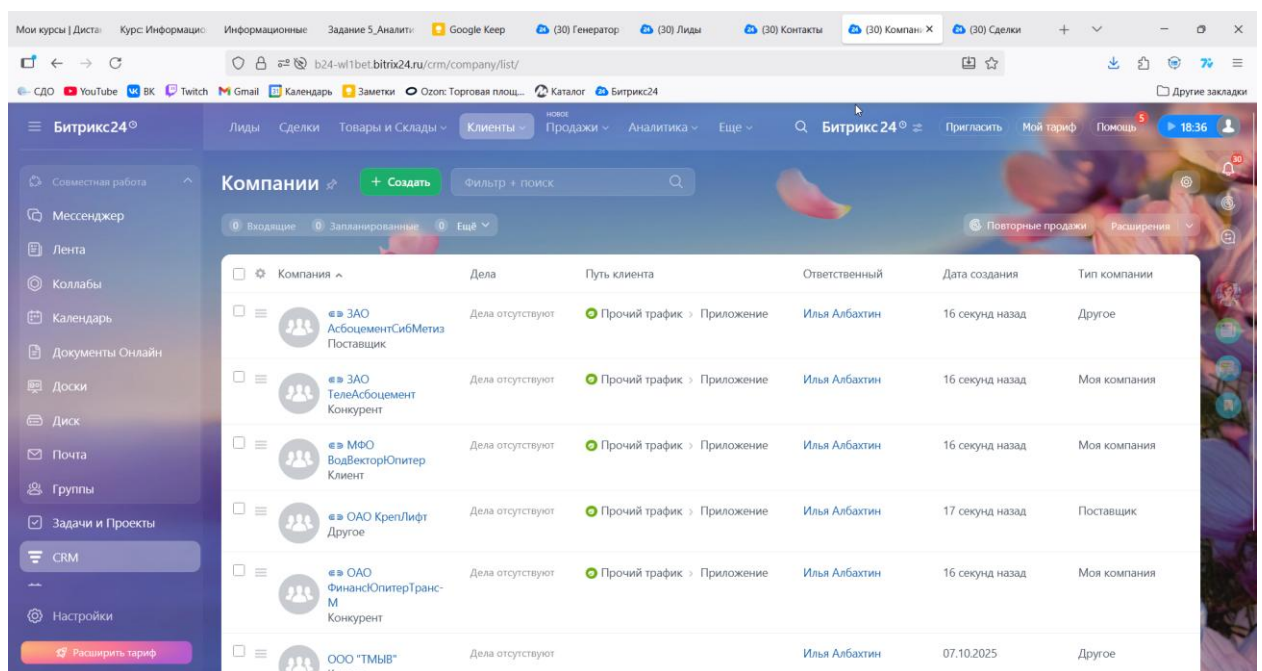 Мои курсы | Диста Курс: Информацио Информационные Задание 5_Аналити Google Keep (30) Генератор (30) Лиды (30) Контакты (30) Компани (30) Сделки
b24-wl1bet.bitrix24.ru/crm/company/list/
СДО YouTube ВК Twitch Gmail Календарь Заметки Ozon: Торговая площ... Каталог Битрикс24 Другие закладки
Битрикс24 Лиды Сделки Товары и Склады Клиенты НОВОЕ Продажи Аналитика Еще Битрикс 24 Пригласить Мой тариф Помощь 5 18:36
30
Совместная работа
Мессенджер
Лента
Коллабы
Календарь
Документы Онлайн
Доски
Диск
Почта
Группы
Задачи и Проекты
CRM
Настройки
Расширить тариф
Компании + Создать Фильтр + поиск
0 Входящие 0 Запланированные 0 Ещё Повторные продажи Расширения
Компания Дела Путь клиента Ответственный Дата создания Тип компании
«» ЗАО АсбоцементСибМетиз Дела отсутствуют Прочий трафик > Приложение Илья Албахтин 16 секунд назад Другое
Поставщик
«» ЗАО ТелеАсбоцемент Дела отсутствуют Прочий трафик > Приложение Илья Албахтин 16 секунд назад Моя компания
Конкурент
«» МФО ВодВекторЮпитер Дела отсутствуют Прочий трафик > Приложение Илья Албахтин 16 секунд назад Моя компания
Клиент
«» ОАО КрепЛифт Дела отсутствуют Прочий трафик > Приложение Илья Албахтин 17 секунд назад Поставщик
Другое
«» ОАО ФинансЮпитерТранс-М Дела отсутствуют Прочий трафик > Приложение Илья Албахтин 16 секунд назад Моя компания
Конкурент
ООО "ТМЫВ" Дела отсутствуют Илья Албахтин 07.10.2025 Другое